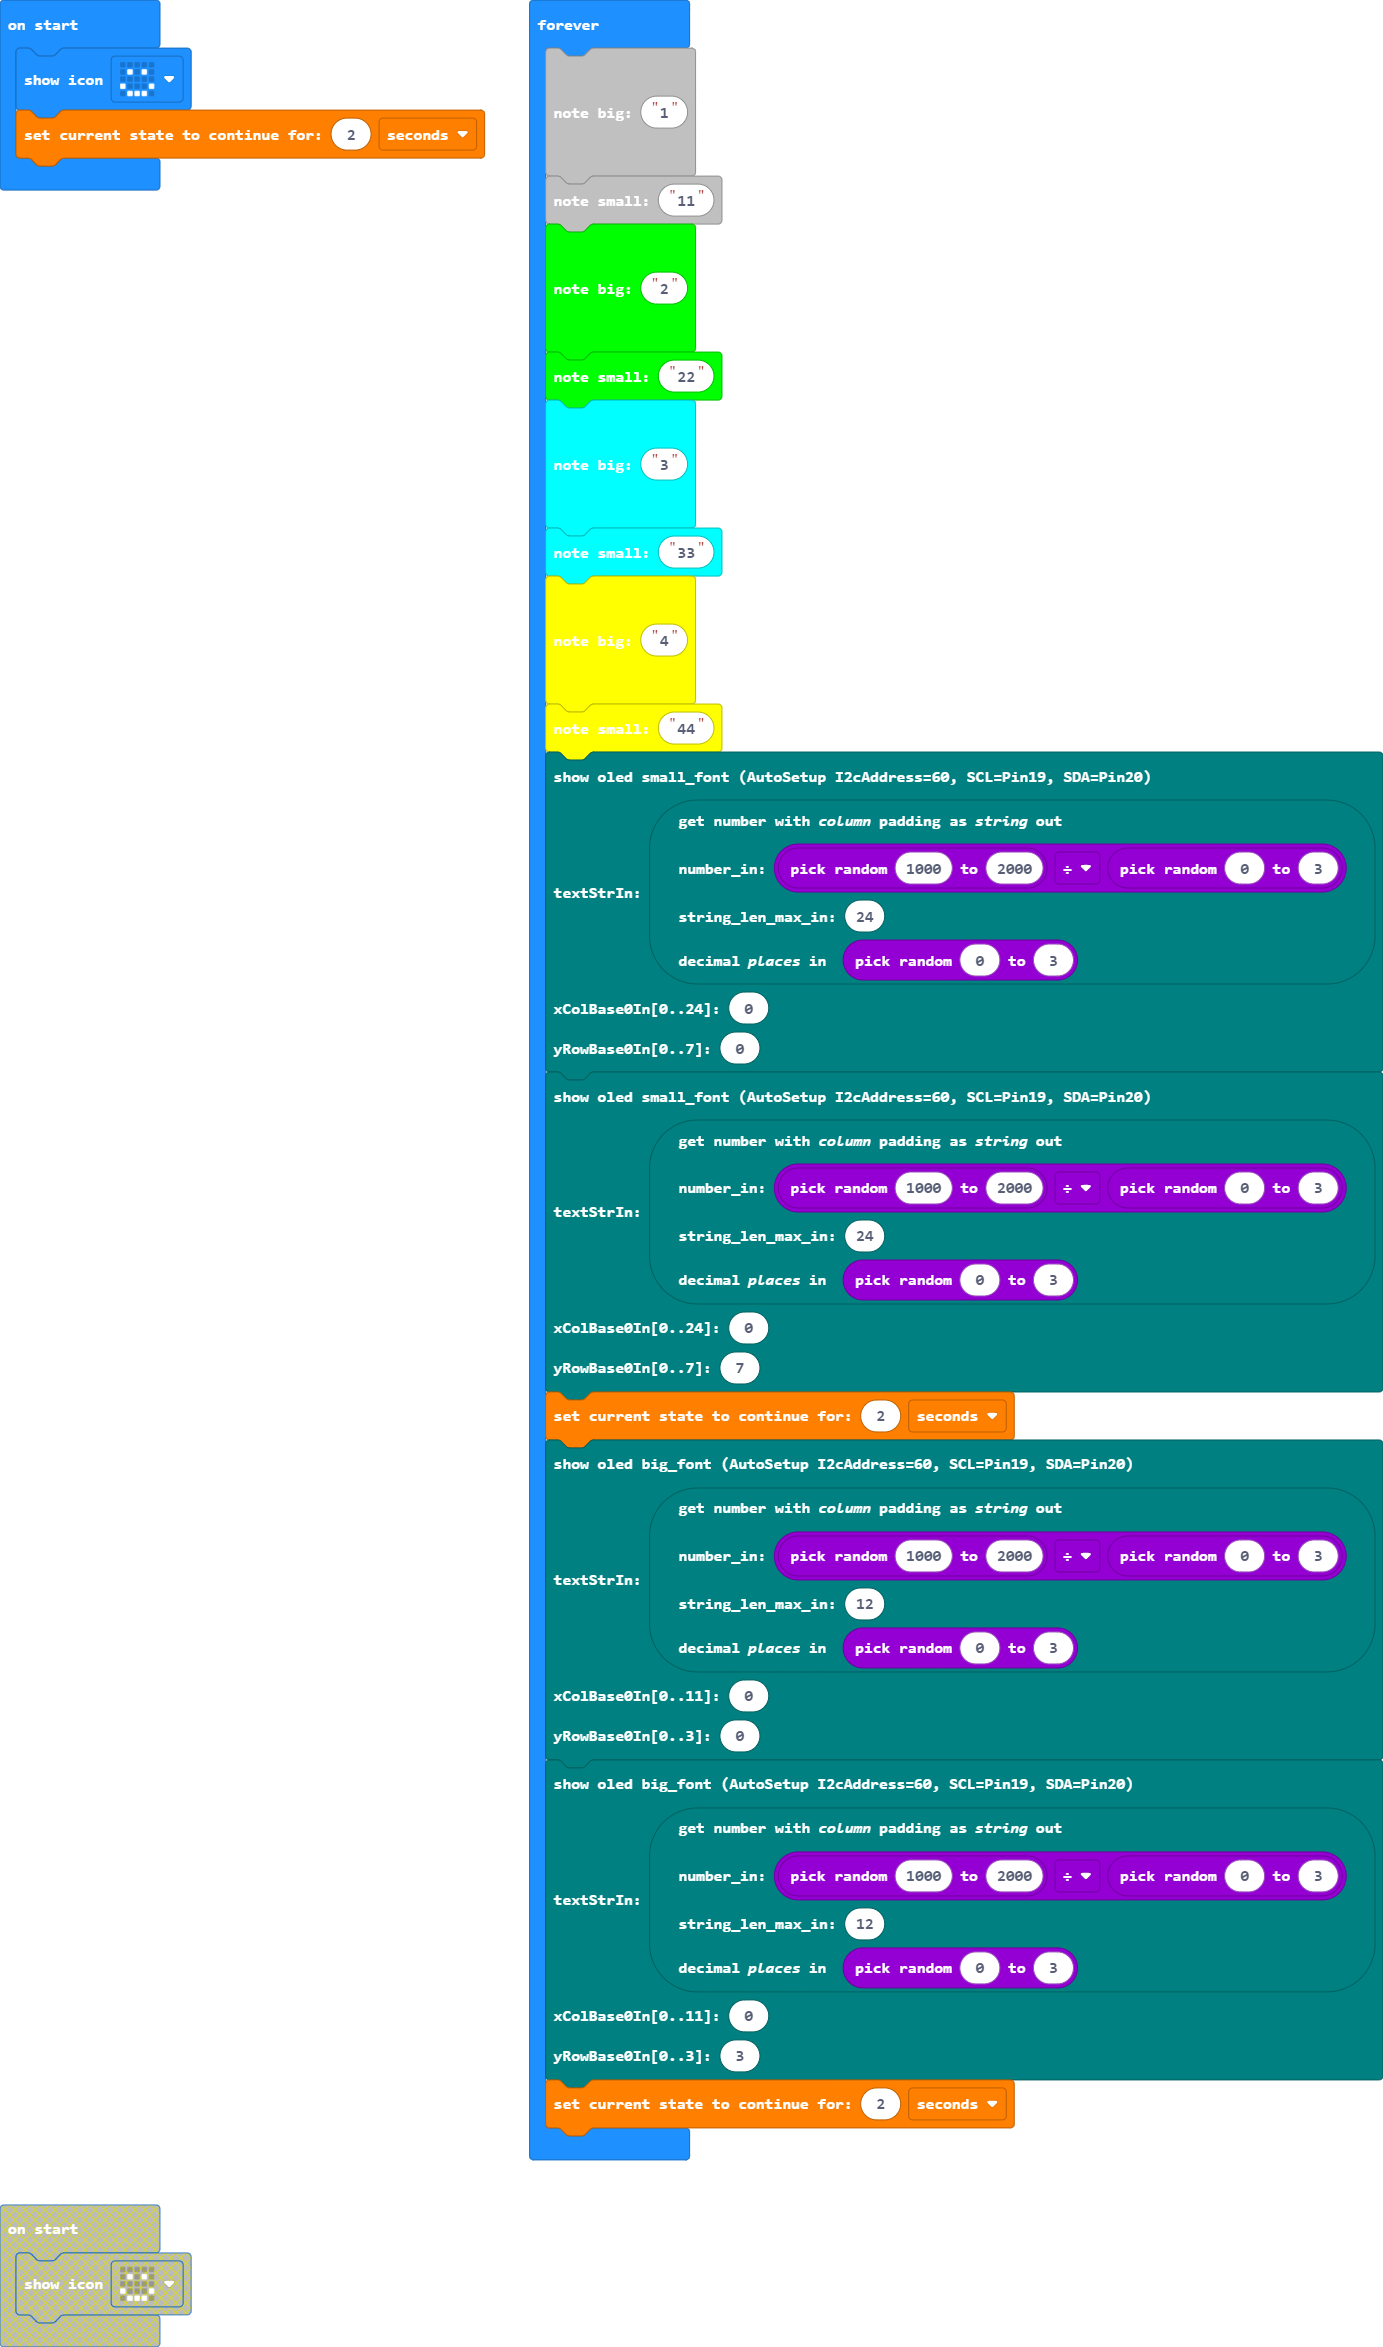 on start
show icon
set current state to continue for: 2 seconds
forever
note big: "1"
note small: "11"
note big: "2"
note small: "22"
note big: "3"
note small: "33"
note big: "4"
note small: "44"
show oled small_font (AutoSetup I2cAddress=60, SCL=Pin19, SDA=Pin20)
get number with column padding as string out
number_in: pick random 1000 to 2000 ÷ pick random 0 to 3
textStrIn:
string_len_max_in: 24
decimal places in pick random 0 to 3
xColBase0In[0..24]: 0
yRowBase0In[0..7]: 0
show oled small_font (AutoSetup I2cAddress=60, SCL=Pin19, SDA=Pin20)
get number with column padding as string out
number_in: pick random 1000 to 2000 ÷ pick random 0 to 3
textStrIn:
string_len_max_in: 24
decimal places in pick random 0 to 3
xColBase0In[0..24]: 0
yRowBase0In[0..7]: 7
set current state to continue for: 2 seconds
show oled big_font (AutoSetup I2cAddress=60, SCL=Pin19, SDA=Pin20)
get number with column padding as string out
number_in: pick random 1000 to 2000 ÷ pick random 0 to 3
textStrIn:
string_len_max_in: 12
decimal places in pick random 0 to 3
xColBase0In[0..11]: 0
yRowBase0In[0..3]: 0
show oled big_font (AutoSetup I2cAddress=60, SCL=Pin19, SDA=Pin20)
get number with column padding as string out
number_in: pick random 1000 to 2000 ÷ pick random 0 to 3
textStrIn:
string_len_max_in: 12
decimal places in pick random 0 to 3
xColBase0In[0..11]: 0
yRowBase0In[0..3]: 3
set current state to continue for: 2 seconds
on start
show icon